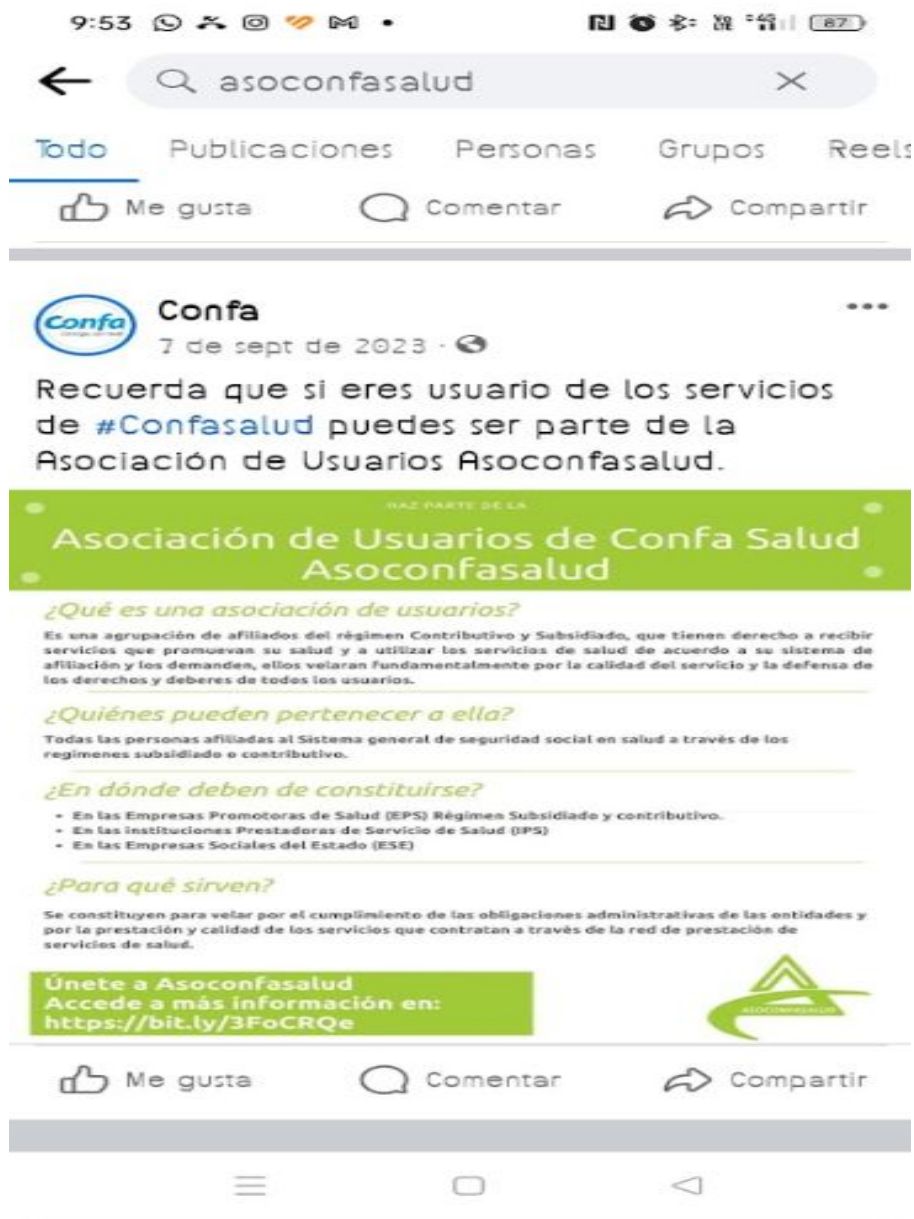 9:53
87
asoconfasalud
Todo Publicaciones Personas Grupos Reels
Me gusta Comentar Compartir
Confa
Confa
7 de sept de 2023
Recuerda que si eres usuario de los servicios
de #Confasalud puedes ser parte de la
Asociación de Usuarios Asoconfasalud.
HAZ PARTE DE LA
Asociación de Usuarios de Confa Salud
Asoconfasalud
¿Qué es una asociación de usuarios?
Es una agrupación de afiliados del régimen Contributivo y Subsidiado, que tienen derecho a recibir
servicios que promuevan su salud y a utilizar los servicios de salud de acuerdo a su sistema de
afiliación y los demanden, ellos velaran fundamentalmente por la calidad del servicio y la defensa de
los derechos y deberes de todos los usuarios.
¿Quiénes pueden pertenecer a ella?
Todas las personas afiliadas al Sistema general de seguridad social en salud a través de los
regimenes subsidiado o contributivo.
¿En dónde deben de constituirse?
• En las Empresas Promotoras de Salud (EPS) Régimen Subsidiado y contributivo.
• En las instituciones Prestadoras de Servicio de Salud (IPS)
• En las Empresas Sociales del Estado (ESE)
¿Para qué sirven?
Se constituyen para velar por el cumplimiento de las obligaciones administrativas de las entidades y
por la prestación y calidad de los servicios que contratan a través de la red de prestación de
servicios de salud.
Únete a Asoconfasalud
Accede a más información en:
https://bit.ly/3FoCRQe
ASOCONFASALUD
Me gusta Comentar Compartir